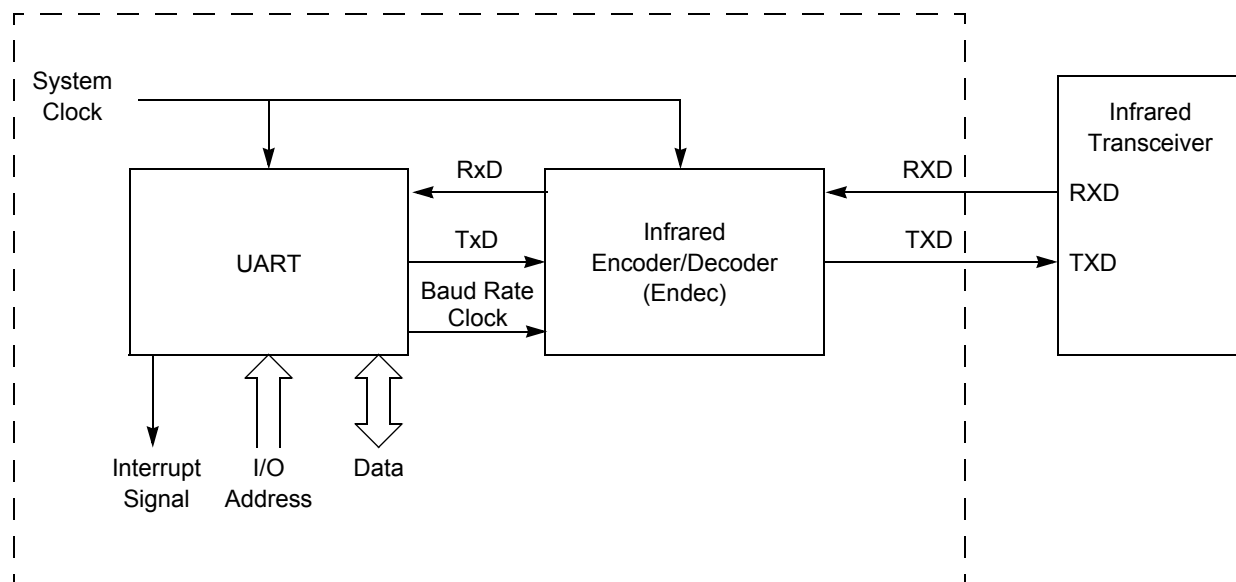 System
Clock
Infrared
Transceiver
RxD
RXD
RXD
UART
TxD
Infrared
Encoder/Decoder
(Endec)
TXD
TXD
Baud Rate
Clock
Interrupt
Signal
I/O
Address
Data